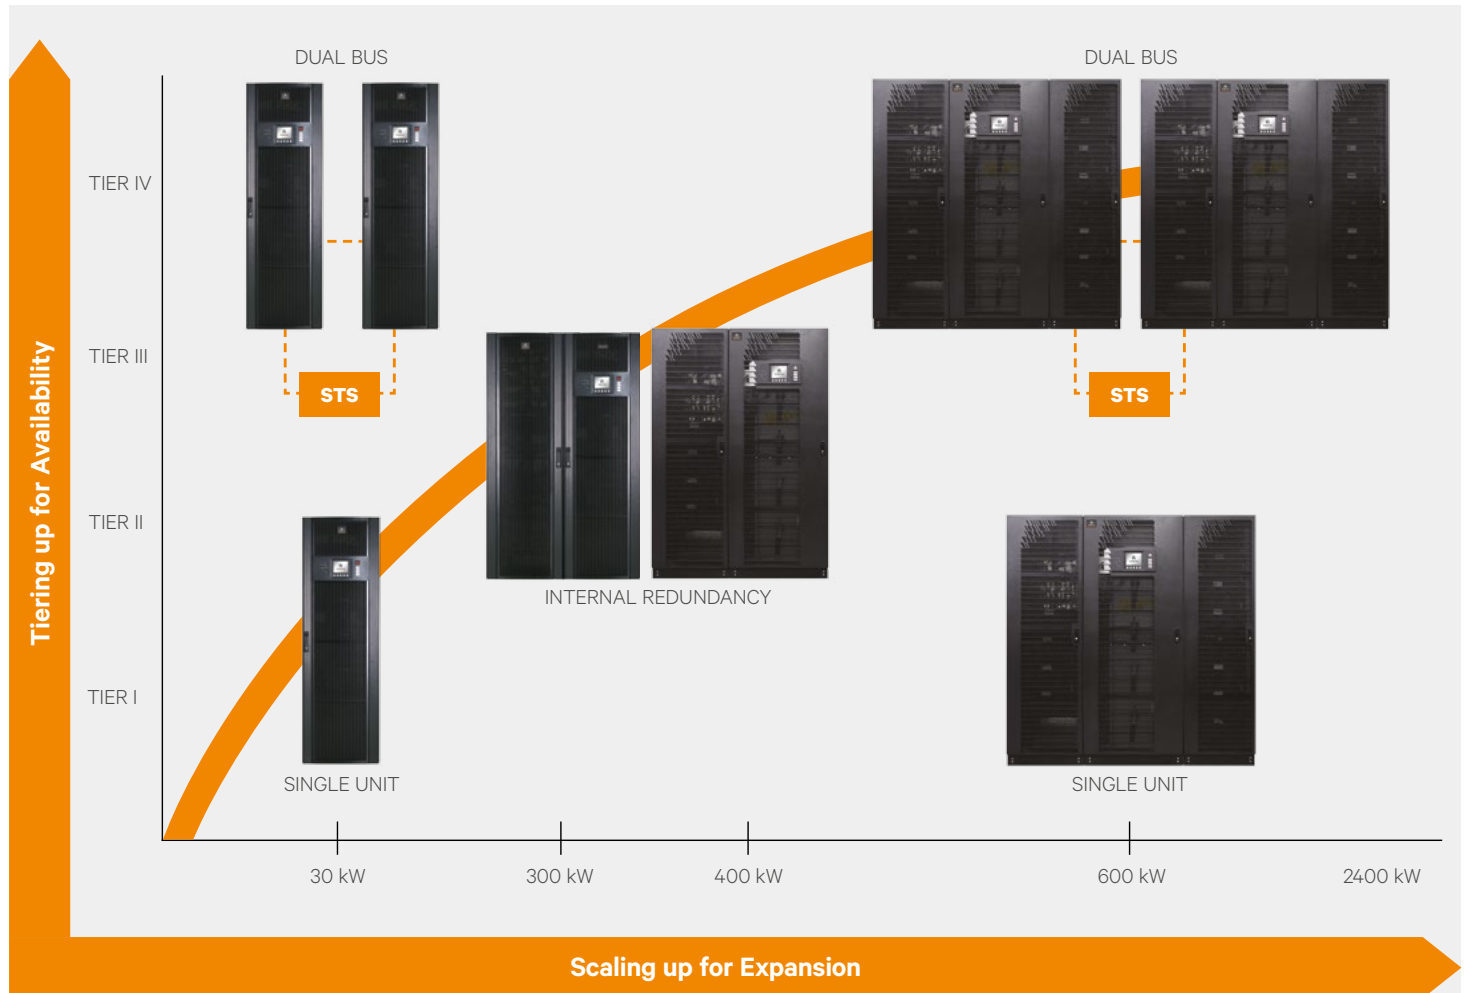 DUAL BUS
DUAL BUS
TIER IV
TIER III
STS
STS
Tiering up for Availability
TIER II
INTERNAL REDUNDANCY
TIER I
SINGLE UNIT
SINGLE UNIT
30 kW
300 kW
400 kW
600 kW
2400 kW
Scaling up for Expansion